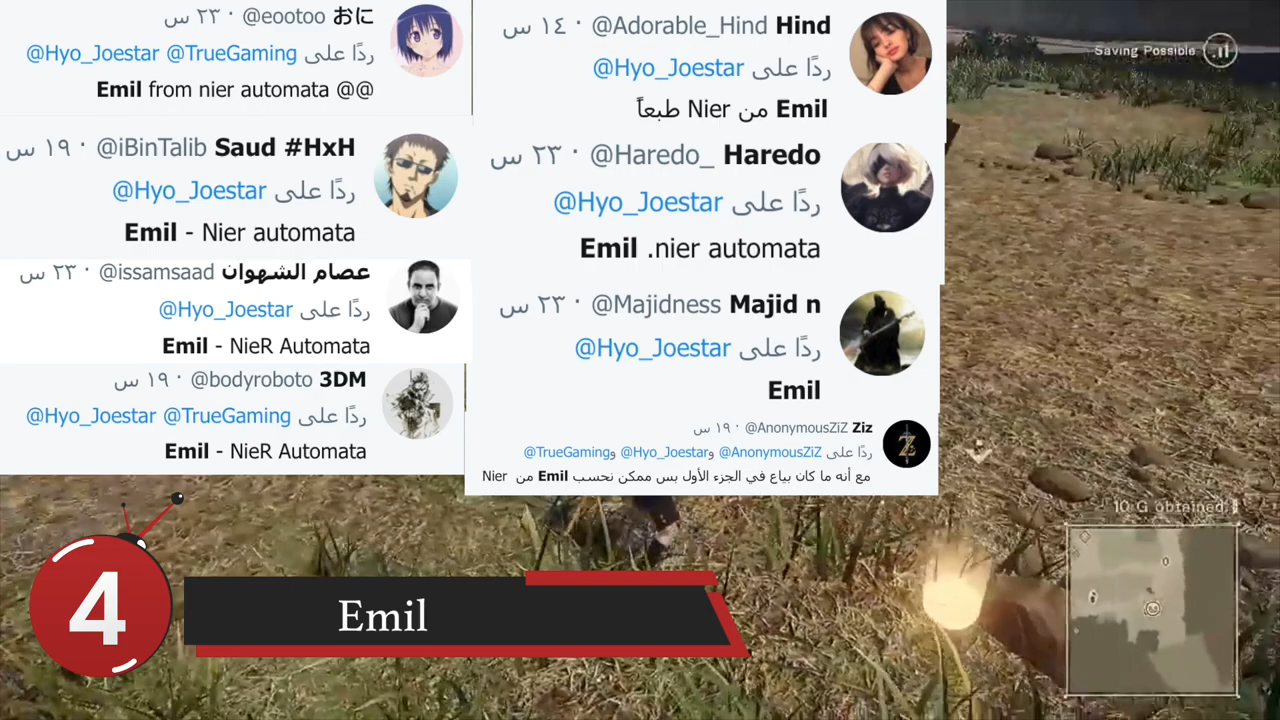 おに @eootoo · ٢٣ س
ردًا على @Hyo_Joestar @TrueGaming
@@ Emil from nier automata
Saud #HxH @iBinTalib · ١٩ س
ردًا على @Hyo_Joestar
Emil - Nier automata
عصام الشهوان @issamsaad · ٢٣ س
ردًا على @Hyo_Joestar
Emil - NieR Automata
3DM @bodyroboto · ١٩ س
ردًا على @Hyo_Joestar @TrueGaming
Emil - NieR Automata
Hind @Adorable_Hind · ١٤ س
ردًا على @Hyo_Joestar
Emil من Nier طبعاً
Haredo @Haredo_ · ٢٣ س
ردًا على @Hyo_Joestar
Emil .nier automata
Majid n @Majidness · ٢٣ س
ردًا على @Hyo_Joestar
Emil
Ziz @AnonymousZiZ · ١٩ س
ردًا على @AnonymousZiZ و@Hyo_Joestar و@TrueGaming
مع أنه ما كان بياع في الجزء الأول بس ممكن نحسب Emil من Nier
Saving Possible
10 G obtained.
4
Emil